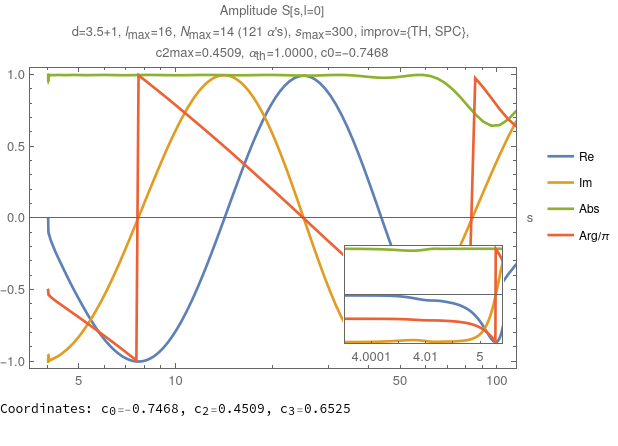 Amplitude S[s,l=0]
d=3.5+1, lmax=16, Nmax=14 (121 α's), smax=300, improv={TH, SPC},
c2max=0.4509, αth=1.0000, c0=−0.7468
1.0
0.5
0.0
−0.5
−1.0
5
10
50
100
s
4.0001
4.01
5
Re
Im
Abs
Arg/π
Coordinates: c0=-0.7468, c2=0.4509, c3=0.6525